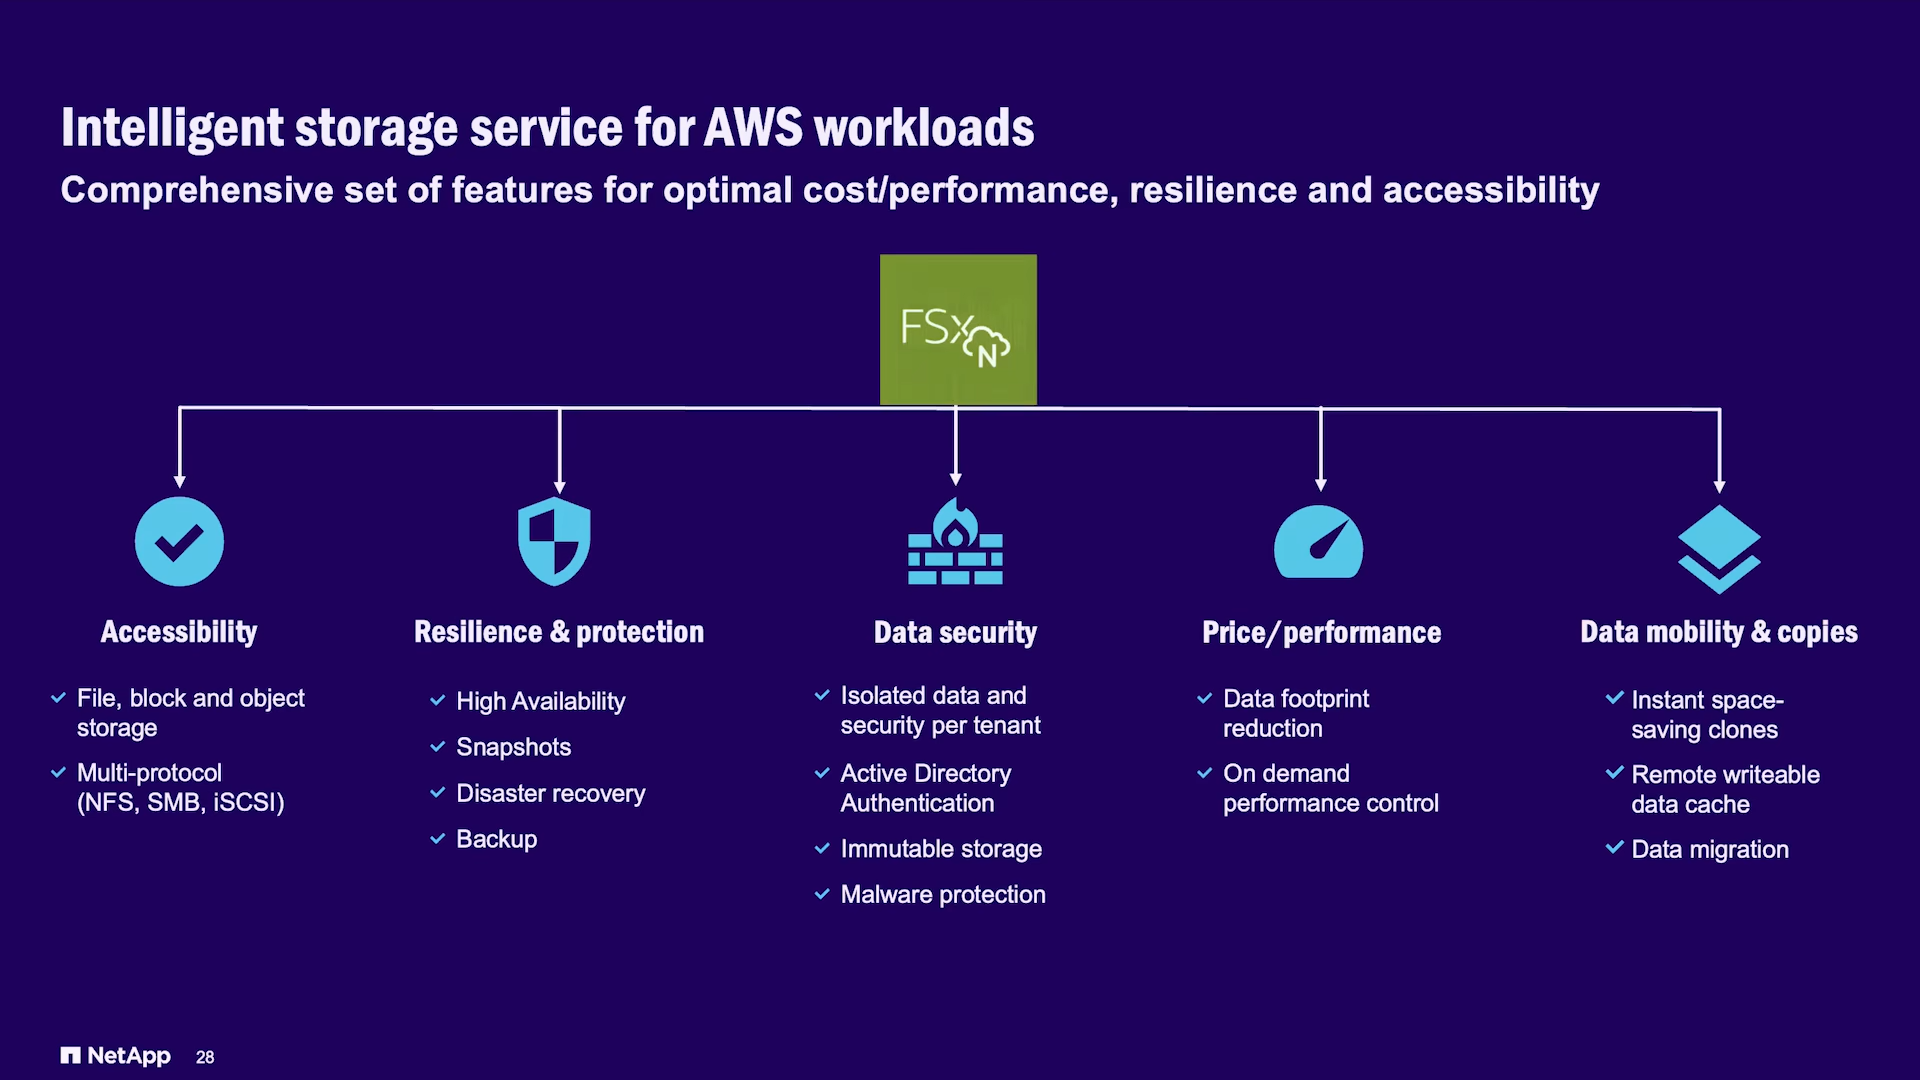 Intelligent storage service for AWS workloads
Comprehensive set of features for optimal cost/performance, resilience and accessibility
FSx
N
Accessibility
File, block and object
storage
Multi-protocol
(NFS, SMB, iSCSI)
Resilience & protection
High Availability
Snapshots
Disaster recovery
Backup
Data security
Isolated data and
security per tenant
Active Directory
Authentication
Immutable storage
Malware protection
Price/performance
Data footprint
reduction
On demand
performance control
Data mobility & copies
Instant space-
saving clones
Remote writeable
data cache
Data migration
NetApp 28